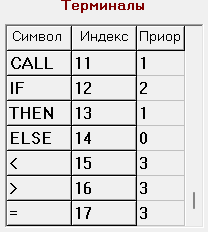 Терминалы
Символ Индекс Приор
CALL 11 1
IF 12 2
THEN 13 1
ELSE 14 0
< 15 3
> 16 3
= 17 3